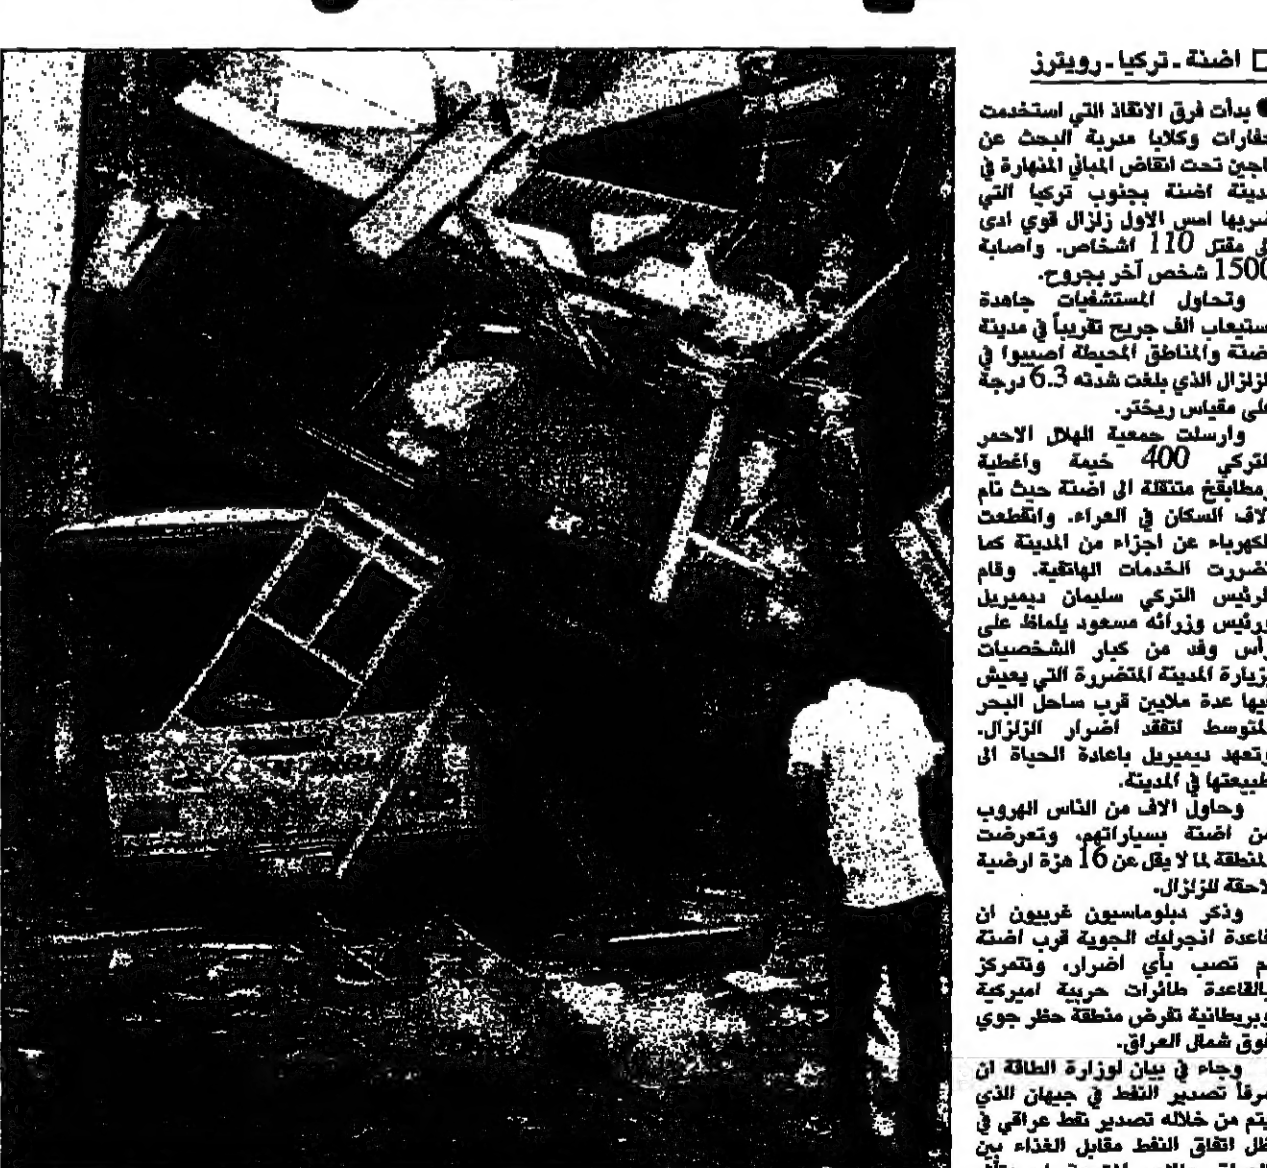 اضنة ـ تركيا ـ رويترز
● بدأت فرق الانقاذ التي استخدمت
حفارات وكلابا مدربة البحث عن
ناجين تحت انقاض المباني المنهارة في
مدينة اضنة بجنوب تركيا التي
ضربها امس الاول زلزال قوي ادى
الى مقتل 110 اشخاص. واصابة
1500 شخص آخر بجروح.
وتحاول المستشفيات جاهدة
استيعاب الف جريح تقريباً في مدينة
اضنة والمناطق المحيطة اصيبوا في
الزلزال الذي بلغت شدته 6.3 درجة
على مقياس ريختر.
وارسلت جمعية الهلال الاحمر
التركي 400 خيمة واغطية
ومطابقخ متنقلة الى اضنة حيث نام
الاف السكان في العراء. وانقطعت
الكهرباء عن اجزاء من المدينة كما
تضررت الخدمات الهاتفية. وقام
الرئيس التركي سليمان ديميريل
ورئيس وزرائه مسعود يلماظ على
رأس وفد من كبار الشخصيات
بزيارة المدينة المتضررة التي يعيش
فيها عدة ملايين قرب ساحل البحر
المتوسط لتفقد اضرار الزلزال.
وتعهد ديميريل باعادة الحياة الى
طبيعتها في المدينة.
وحاول الاف من الناس الهروب
من اضنة بسياراتهم، وتعرضت
المنطقة لما لا يقل عن 16 هزة ارضية
لاحقة للزلزال.
وذكر دبلوماسيون غربيون ان
قاعدة انجرليك الجوية قرب اضنة
لم تصب بأي اضرار، وتتمركز
بالقاعدة طائرات حربية اميركية
وبريطانية تفرض منطقة حظر جوي
فوق شمال العراق.
وجاء في بيان لوزارة الطاقة ان
مرفأ تصدير النفط في جيهان الذي
يتم من خلاله تصدير نفط عراقي في
ظل اتفاق النفط مقابل الغذاء بين